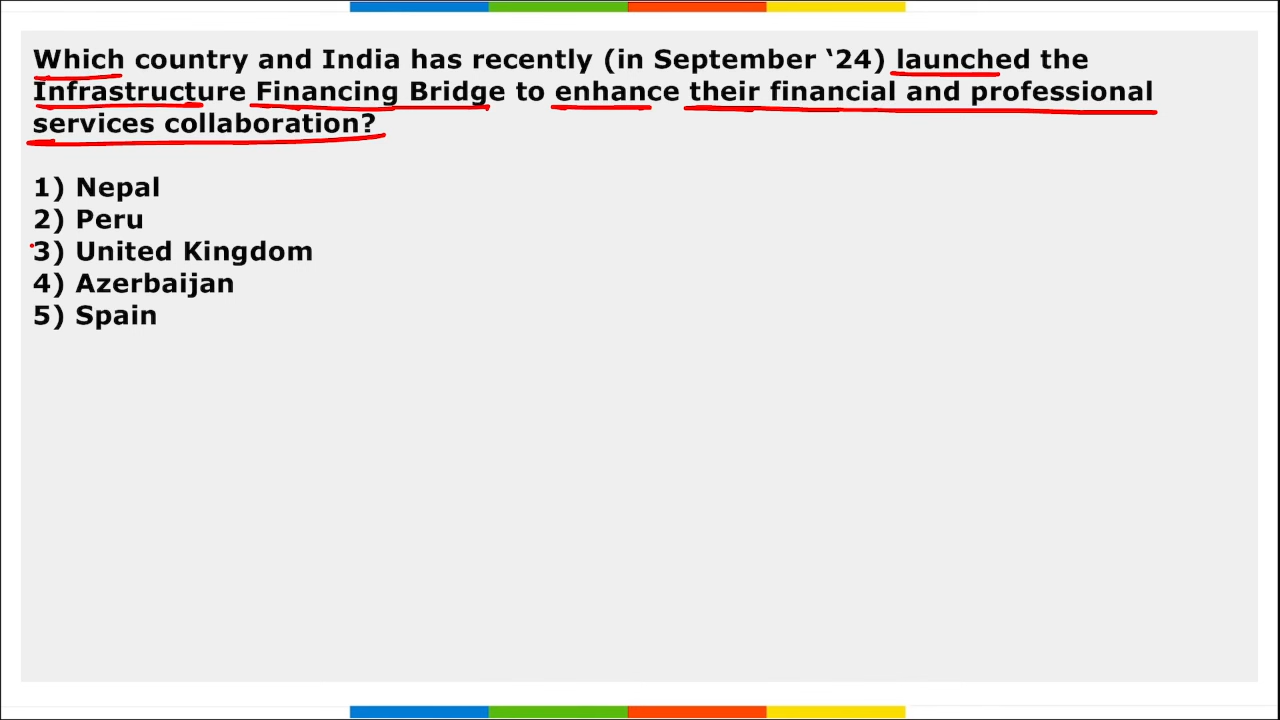 Which country and India has recently (in September ‘24) launched the
Infrastructure Financing Bridge to enhance their financial and professional
services collaboration?
1) Nepal
2) Peru
3) United Kingdom
4) Azerbaijan
5) Spain